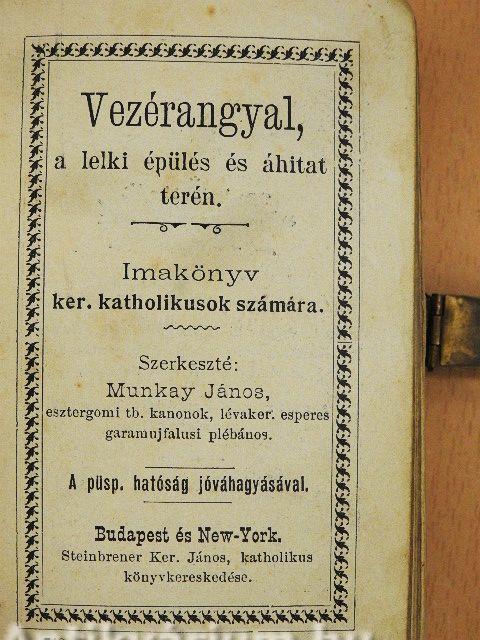 Vezérangyal,
a lelki épülés és áhitat
terén.
Imakönyv
ker. katholikusok számára.
Szerkeszté:
Munkay János,
esztergomi tb. kanonok, lévaker. esperes
garamujfalusi plébános.
A püsp. hatóság jóváhagyásával.
Budapest és New-York.
Steinbrener Ker. János, katholikus
könyvkereskedése.